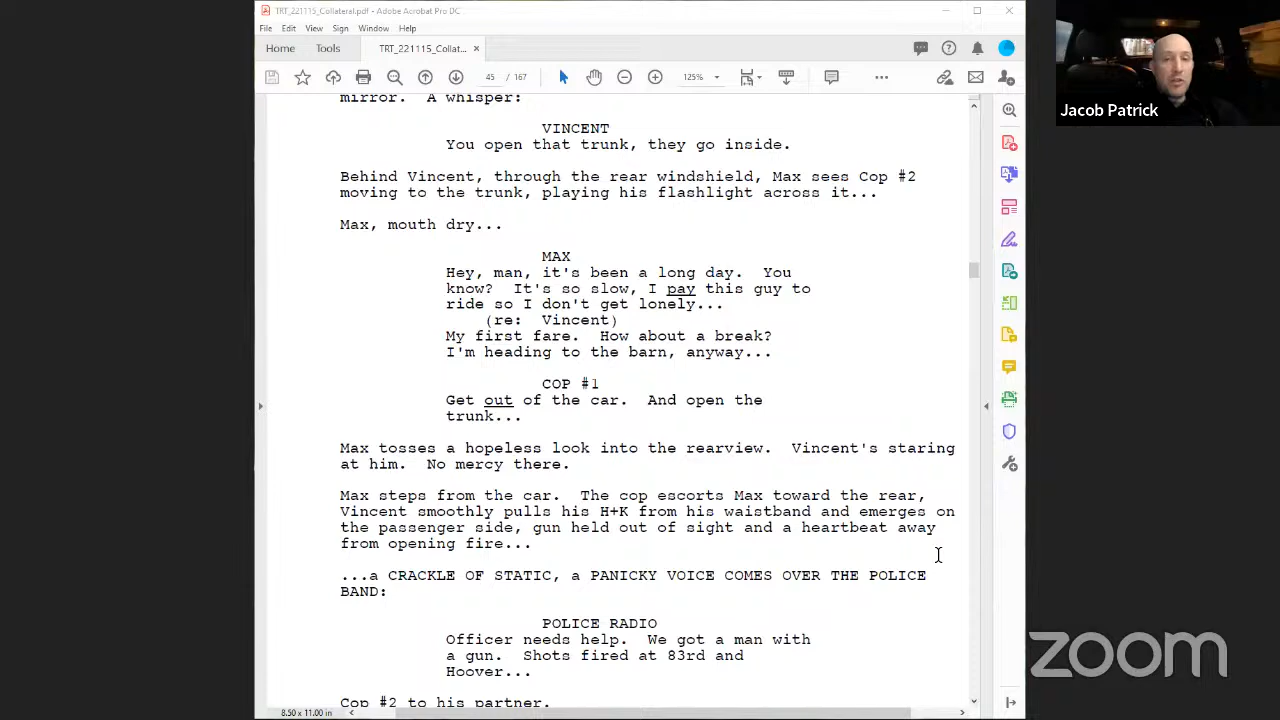 TRT_221115_Collateral.pdf - Adobe Acrobat Pro DC
File Edit View Sign Window Help
Home Tools TRT_221115_Collat... ×
45 / 167 125%
mirror. A whisper:
VINCENT
You open that trunk, they go inside.
Behind Vincent, through the rear windshield, Max sees Cop #2
moving to the trunk, playing his flashlight across it...
Max, mouth dry...
MAX
Hey, man, it's been a long day. You
know? It's so slow, I pay this guy to
ride so I don't get lonely...
(re: Vincent)
My first fare. How about a break?
I'm heading to the barn, anyway...
COP #1
Get out of the car. And open the
trunk...
Max tosses a hopeless look into the rearview. Vincent's staring
at him. No mercy there.
Max steps from the car. The cop escorts Max toward the rear,
Vincent smoothly pulls his H+K from his waistband and emerges on
the passenger side, gun held out of sight and a heartbeat away
from opening fire...
...a CRACKLE OF STATIC, a PANICKY VOICE COMES OVER THE POLICE
BAND:
POLICE RADIO
Officer needs help. We got a man with
a gun. Shots fired at 83rd and
Hoover...
Cop #2 to his partner.
8.50 x 11.00 in
Jacob Patrick
zoom